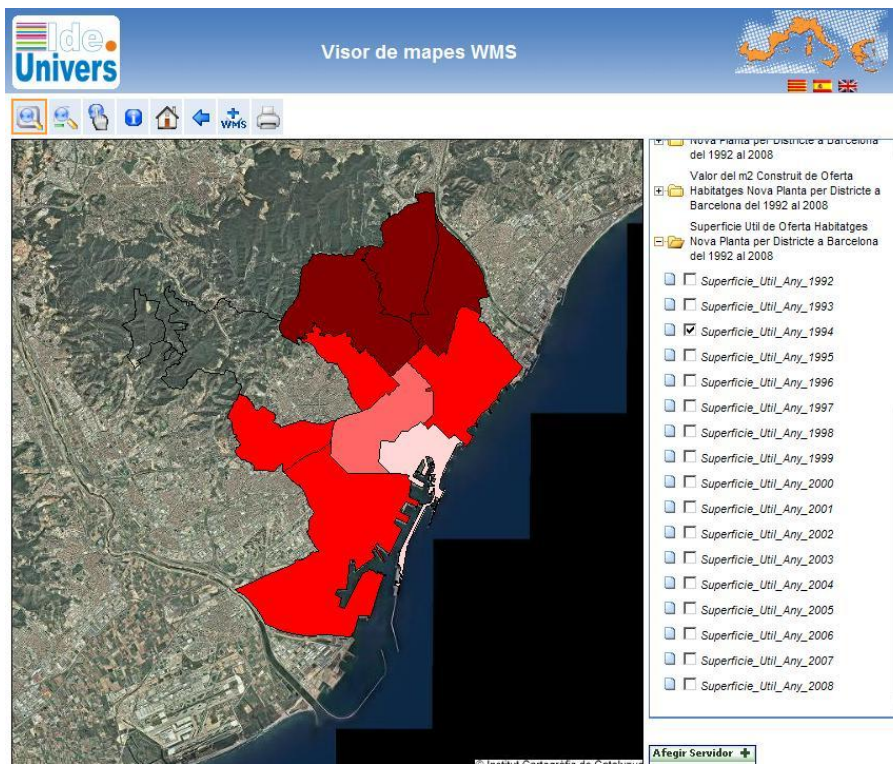 Ide.
Univers
Visor de mapes WMS
WMS
Nova Planta per Districte a Barcelona
del 1992 al 2008
Valor del m2 Construit de Oferta
Habitatges Nova Planta per Districte a
Barcelona del 1992 al 2008
Superficie Util de Oferta Habitatges
Nova Planta per Districte a Barcelona
del 1992 al 2008
Superficie_Util_Any_1992
Superficie_Util_Any_1993
Superficie_Util_Any_1994
Superficie_Util_Any_1995
Superficie_Util_Any_1996
Superficie_Util_Any_1997
Superficie_Util_Any_1998
Superficie_Util_Any_1999
Superficie_Util_Any_2000
Superficie_Util_Any_2001
Superficie_Util_Any_2002
Superficie_Util_Any_2003
Superficie_Util_Any_2004
Superficie_Util_Any_2005
Superficie_Util_Any_2006
Superficie_Util_Any_2007
Superficie_Util_Any_2008
© Institut Cartogràfic de Catalunya
Afegir Servidor +